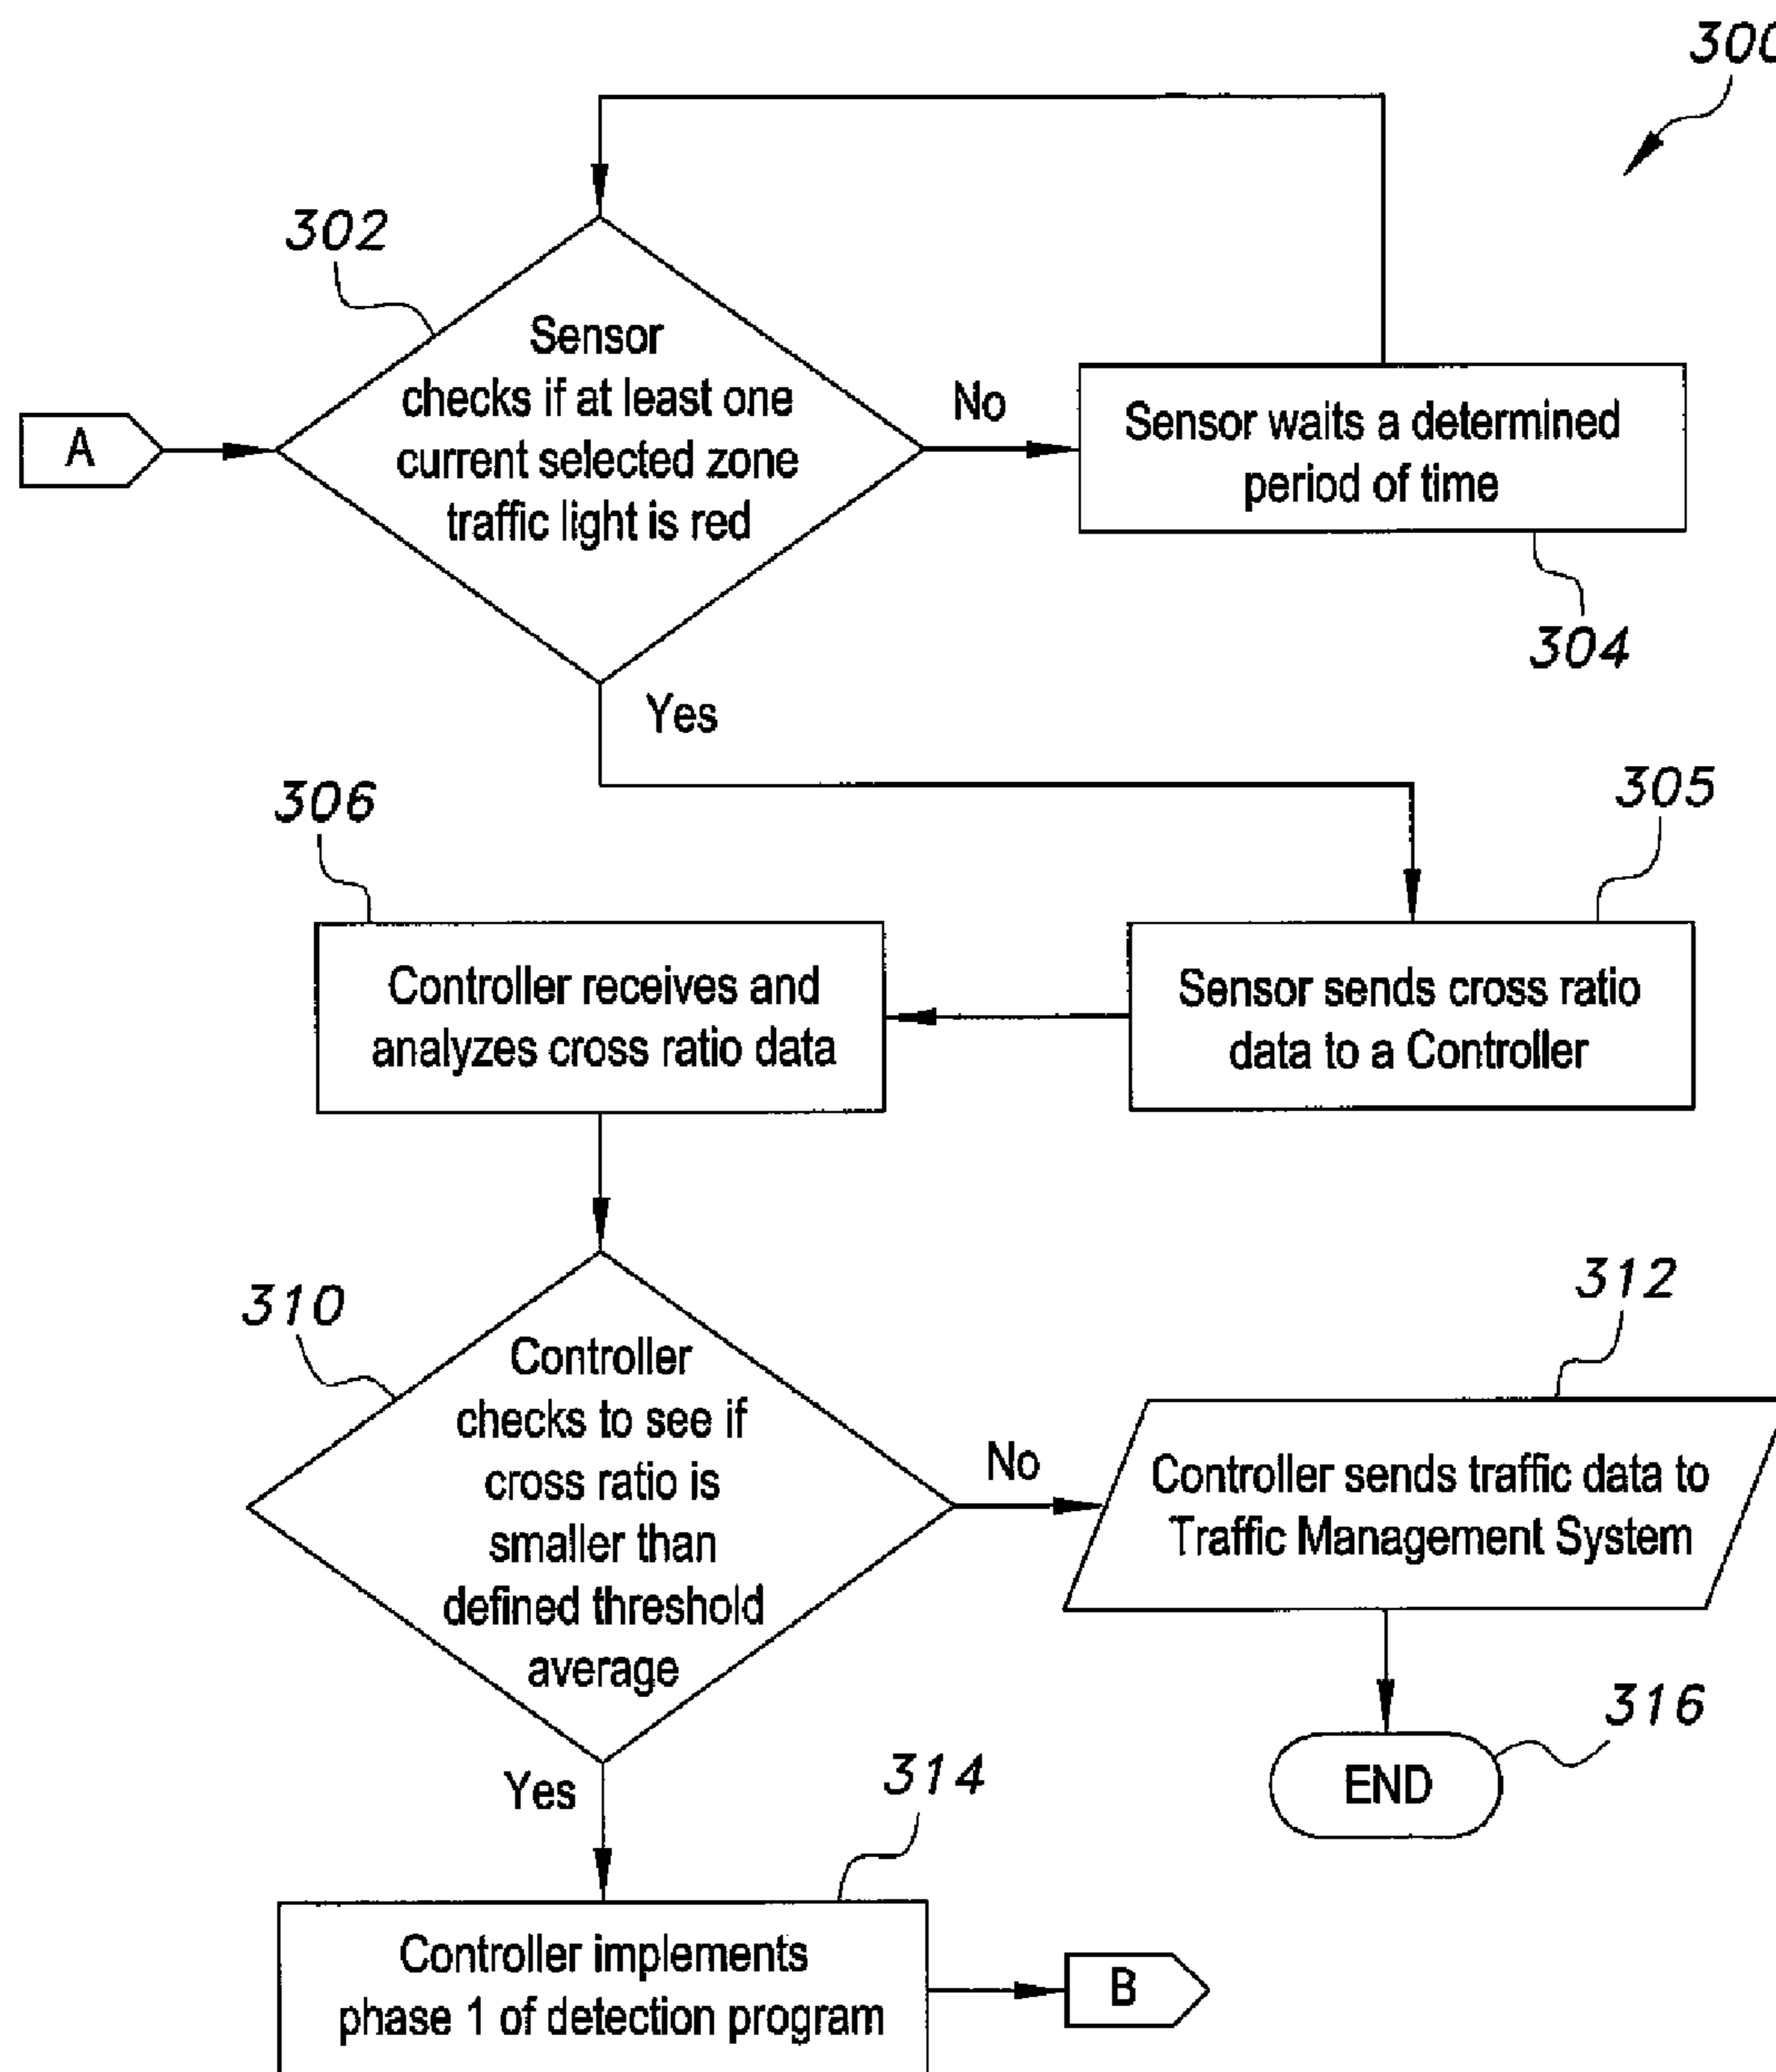 300
302
Sensor
checks if at least one
current selected zone
traffic light is red
A
No
Sensor waits a determined
period of time
304
Yes
305
306
Sensor sends cross ratio
data to a Controller
Controller receives and
analyzes cross ratio data
310
Controller
checks to see if
cross ratio is
smaller than
defined threshold
average
No
312
Controller sends traffic data to
Traffic Management System
316
END
Yes
314
Controller implements
phase 1 of detection program
B